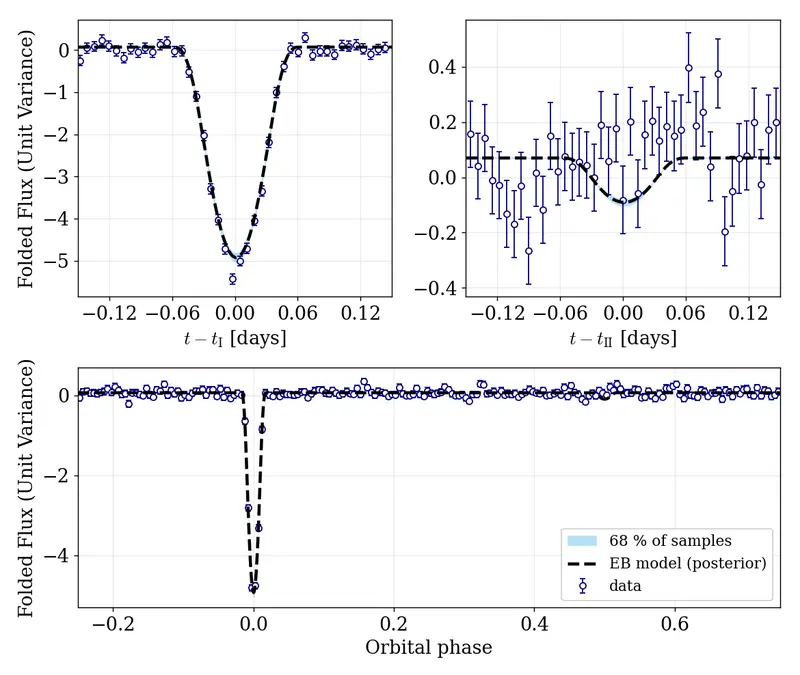 Folded Flux (Unit Variance)
0
−1
−2
−3
−4
−5
−0.12 −0.06 0.00 0.06 0.12
t − tI [days]
0.4
0.2
0.0
−0.2
−0.4
−0.12 −0.06 0.00 0.06 0.12
t − tII [days]
Folded Flux (Unit Variance)
0
−2
−4
68 % of samples
EB model (posterior)
data
−0.2 0.0 0.2 0.4 0.6
Orbital phase